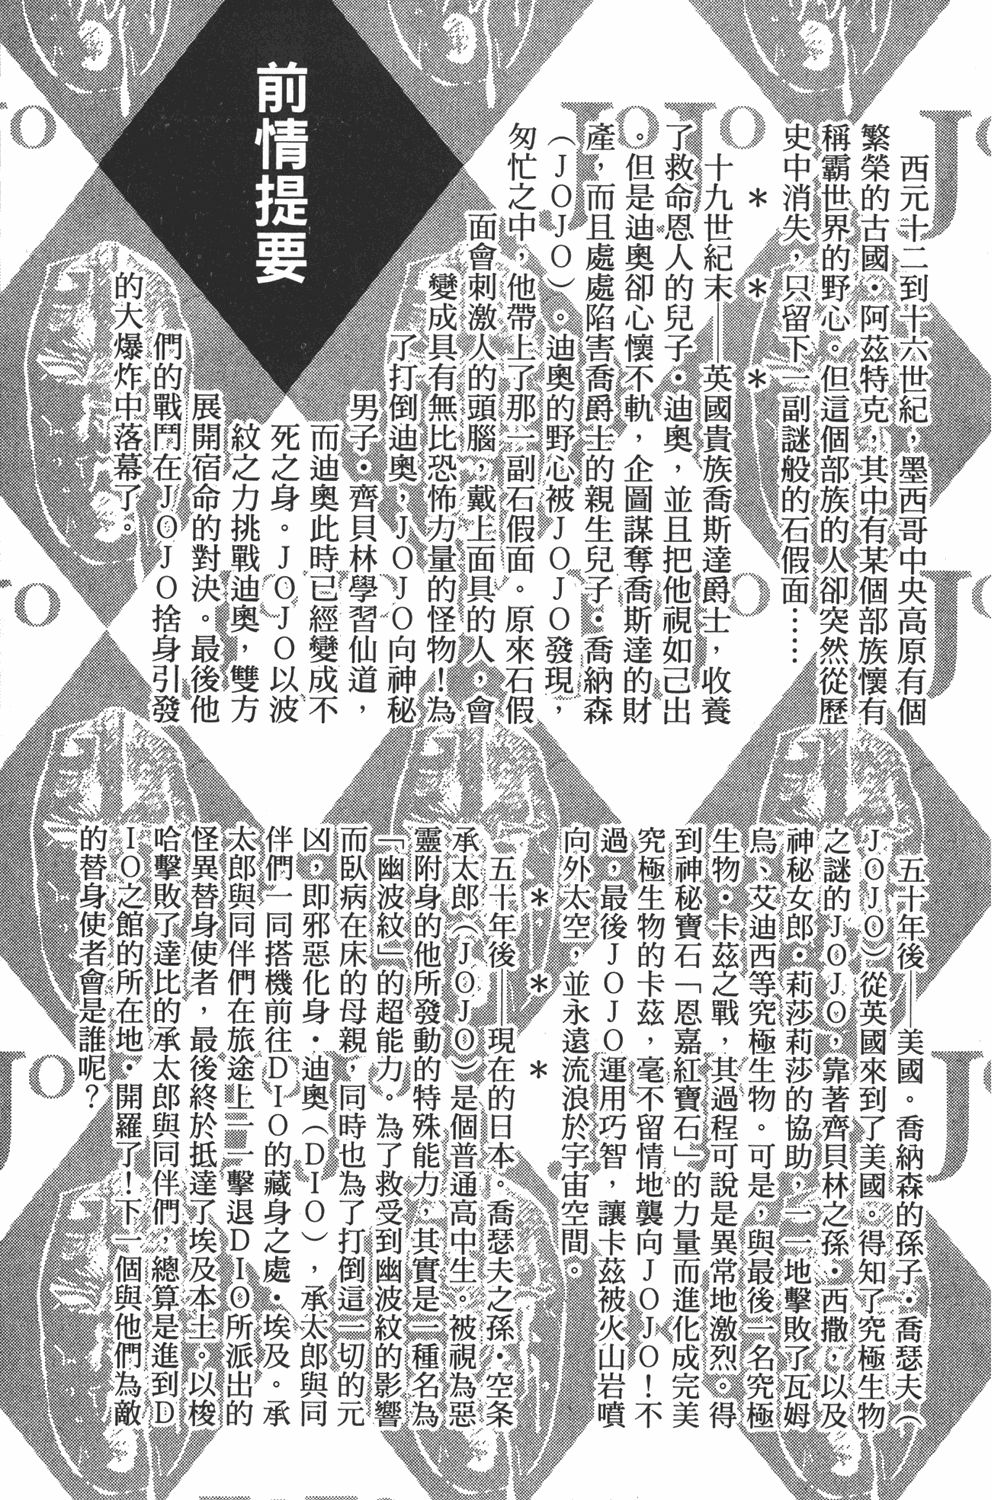 前情提要
西元十二到十六世紀，墨西哥中央高原有個
繁榮的古國·阿茲特克，其中有某個部族懷有
稱霸世界的野心。但這個部族的人卻突然從歷
史中消失，只留下一副謎般的石假面……
＊　＊　＊
十九世紀末——英國貴族喬斯達爵士，收養
了救命恩人的兒子·迪奧，並且把他視如己出
。但是迪奧卻心懷不軌，企圖謀奪喬斯達的財
產，而且處處陷害喬爵士的親生兒子·喬納森
（JOJO）。迪奧的野心被JOJO發現，
匆忙之中，他帶上了那一副石假面。原來石假
面會刺激人的頭腦，戴上面具的人，會
變成具有無比恐怖力量的怪物！為
了打倒迪奧，JOJO向神秘
男子·齊貝林學習仙道，
而迪奧此時已經變成不
死之身。JOJO以波
紋之力挑戰迪奧，雙方
展開宿命的對決。最後他
們的戰鬥在JOJO捨身引發
的大爆炸中落幕了。
五十年後——美國。喬納森的孫子·喬瑟夫（
JOJO）從英國來到了美國。得知了究極生物
之謎的JOJO，靠著齊貝林之孫·西撒，以及
神秘女郎·莉莎莉莎的協助，一一地擊敗了瓦姆
烏、艾迪西等究極生物。可是，與最後一名究極
生物·卡茲之戰，其過程可說是異常地激烈。得
到神秘寶石「恩嘉紅寶石」的力量而進化成完美
究極生物的卡茲，毫不留情地襲向JOJO！不
過，最後JOJO運用巧智，讓卡茲被火山岩噴
向外太空，並永遠流浪於宇宙空間。
＊　＊　＊
五十年後——現在的日本。喬瑟夫之孫·空条
承太郎（JOJO）是個普通高中生。被視為惡
靈附身的他所發動的特殊能力，其實是一種名為
「幽波紋」的超能力。為了救受到幽波紋的影響
而臥病在床的母親，同時也為了打倒這一切的元
凶，即邪惡化身·迪奧（DIO），承太郎與同
伴們一同搭機前往DIO的藏身之處·埃及。承
太郎與同伴們在旅途上一一擊退DIO所派出的
怪異替身使者，最後終於抵達了埃及本土。以梭
哈擊敗了達比的承太郎與同伴們，總算是進到D
IO之館的所在地·開羅了！下一個與他們為敵
的替身使者會是誰呢？
JOJO
JOJO
JOJO
JOJO